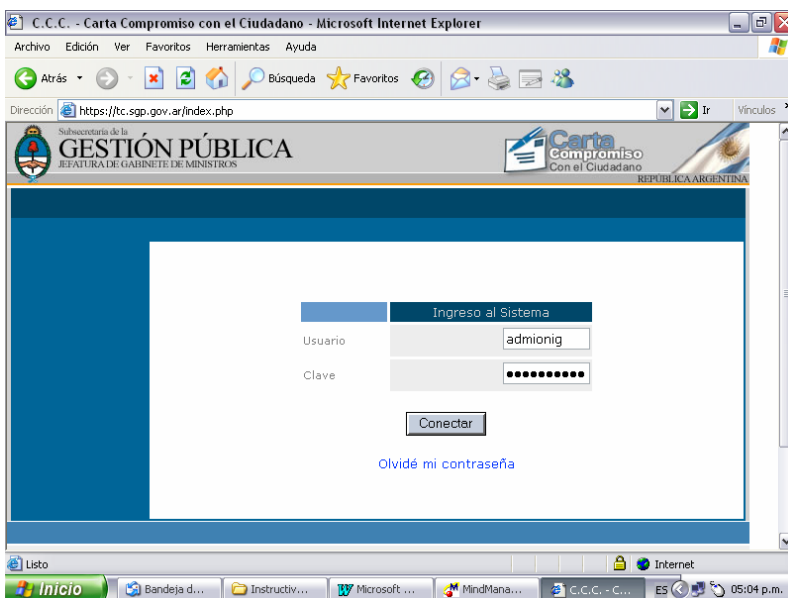 C.C.C. - Carta Compromiso con el Ciudadano - Microsoft Internet Explorer
Archivo Edición Ver Favoritos Herramientas Ayuda
Atrás Búsqueda Favoritos
Dirección https://tc.sgp.gov.ar/index.php Ir Vínculos
Subsecretaría de la
GESTIÓN PÚBLICA
JEFATURA DE GABINETE DE MINISTROS
Carta
Compromiso
Con el Ciudadano
REPÚBLICA ARGENTINA
Ingreso al Sistema
Usuario admionig
Clave ●●●●●●●●●●
Conectar
Olvidé mi contraseña
Listo Internet
Inicio Bandeja d... Instructiv... Microsoft ... MindMana... C.C.C. - C... ES 05:04 p.m.